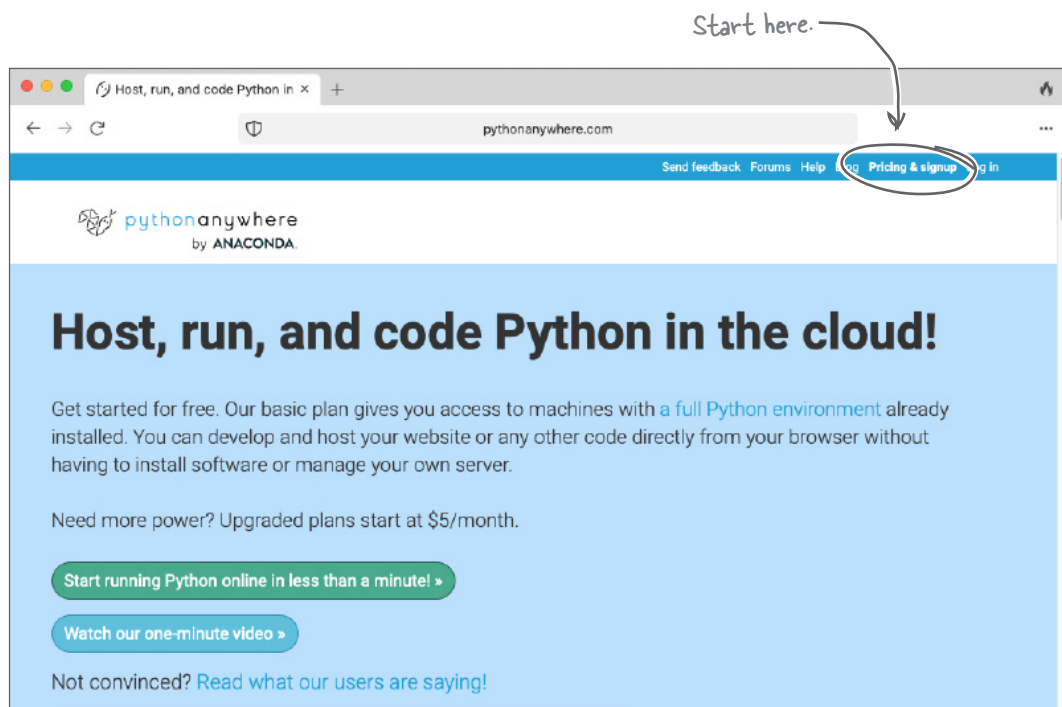 Start here.
Host, run, and code Python in ×
pythonanywhere.com
Send feedback Forums Help Blog Pricing & signup Log in
pythonanywhere
by ANACONDA.
Host, run, and code Python in the cloud!
Get started for free. Our basic plan gives you access to machines with a full Python environment already
installed. You can develop and host your website or any other code directly from your browser without
having to install software or manage your own server.
Need more power? Upgraded plans start at $5/month.
Start running Python online in less than a minute! »
Watch our one-minute video »
Not convinced? Read what our users are saying!